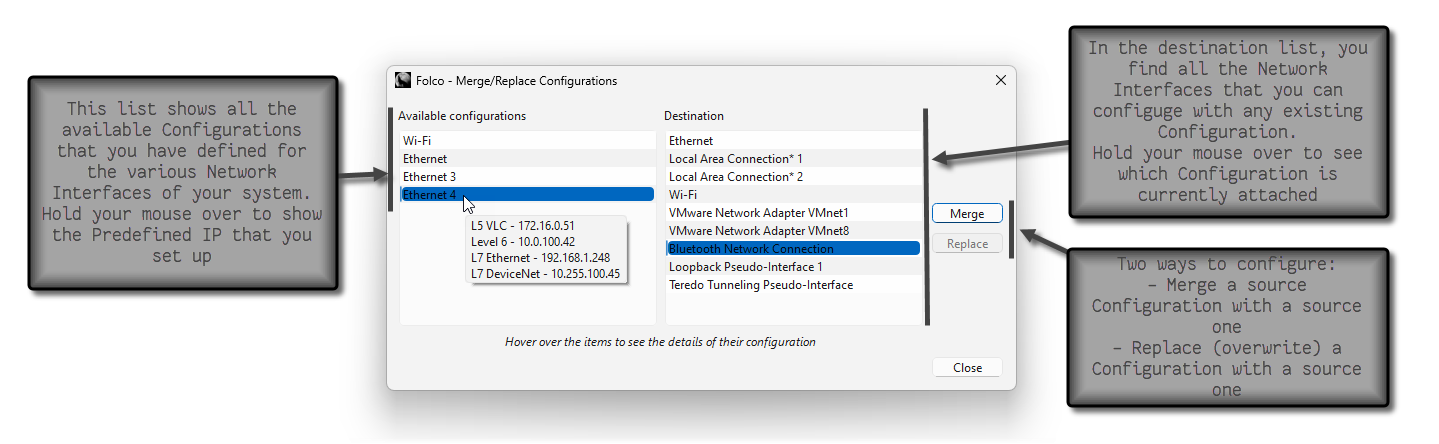 This list shows all the
available Configurations
that you have defined for
the various Network
Interfaces of your system.
Hold your mouse over to show
the Predefined IP that you
set up
Folco - Merge/Replace Configurations
Available configurations
Wi-Fi
Ethernet
Ethernet 3
Ethernet 4
L5 VLC - 172.16.0.51
Level 6 - 10.0.100.42
L7 Ethernet - 192.168.1.248
L7 DeviceNet - 10.255.100.45
Destination
Ethernet
Local Area Connection* 1
Local Area Connection* 2
Wi-Fi
VMware Network Adapter VMnet1
VMware Network Adapter VMnet8
Bluetooth Network Connection
Loopback Pseudo-Interface 1
Teredo Tunneling Pseudo-Interface
Merge
Replace
Hover over the items to see the details of their configuration
Close
In the destination list, you
find all the Network
Interfaces that you can
configuge with any existing
Configuration.
Hold your mouse over to see
which Configuration is
currently attached
Two ways to configure:
– Merge a source
Configuration with a source
one
– Replace (overwrite) a
Configuration with a source
one